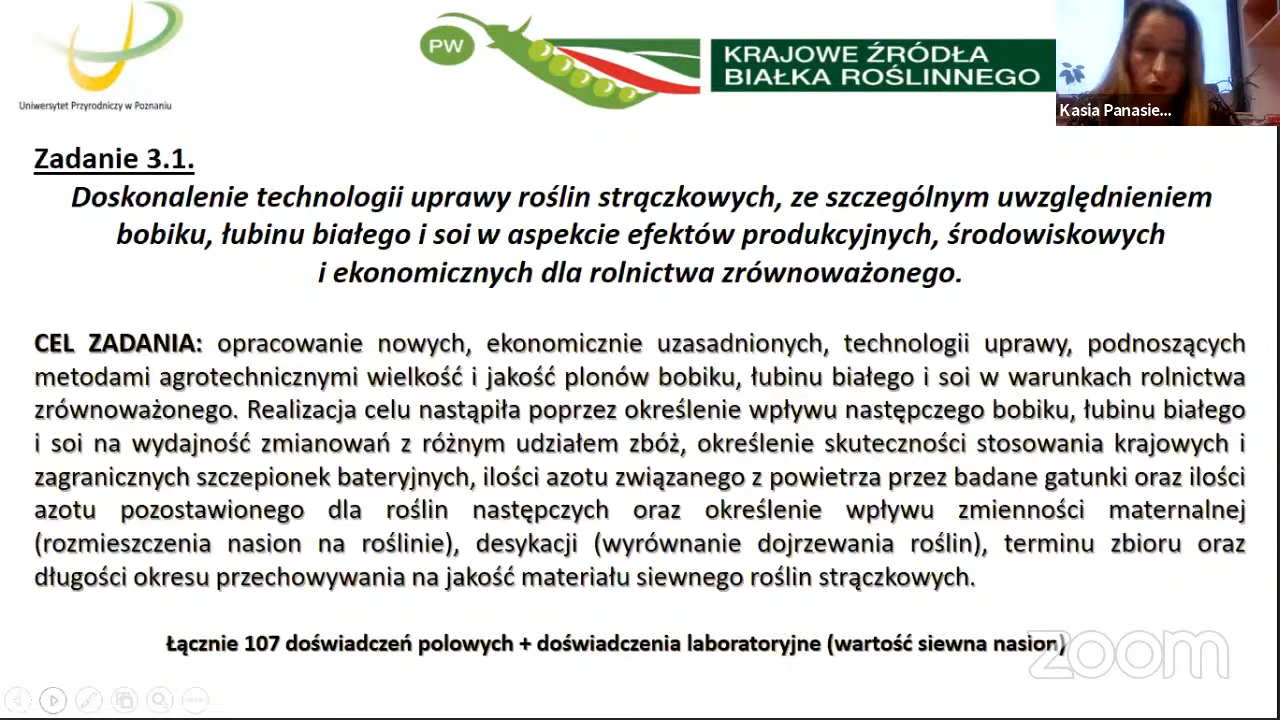 Uniwersytet Przyrodniczy w Poznaniu
PW
KRAJOWE ŹRÓDŁA
BIAŁKA ROŚLINNEGO
Kasia Panasie...
Zadanie 3.1.
Doskonalenie technologii uprawy roślin strączkowych, ze szczególnym uwzględnieniem
bobiku, łubinu białego i soi w aspekcie efektów produkcyjnych, środowiskowych
i ekonomicznych dla rolnictwa zrównoważonego.
CEL ZADANIA: opracowanie nowych, ekonomicznie uzasadnionych, technologii uprawy, podnoszących
metodami agrotechnicznymi wielkość i jakość plonów bobiku, łubinu białego i soi w warunkach rolnictwa
zrównoważonego. Realizacja celu nastąpiła poprzez określenie wpływu następczego bobiku, łubinu białego
i soi na wydajność zmianowań z różnym udziałem zbóż, określenie skuteczności stosowania krajowych i
zagranicznych szczepionek bateryjnych, ilości azotu związanego z powietrza przez badane gatunki oraz ilości
azotu pozostawionego dla roślin następczych oraz określenie wpływu zmienności maternalnej
(rozmieszczenia nasion na roślinie), desykacji (wyrównanie dojrzewania roślin), terminu zbioru oraz
długości okresu przechowywania na jakość materiału siewnego roślin strączkowych.
Łącznie 107 doświadczeń polowych + doświadczenia laboratoryjne (wartość siewna nasion)
zoom